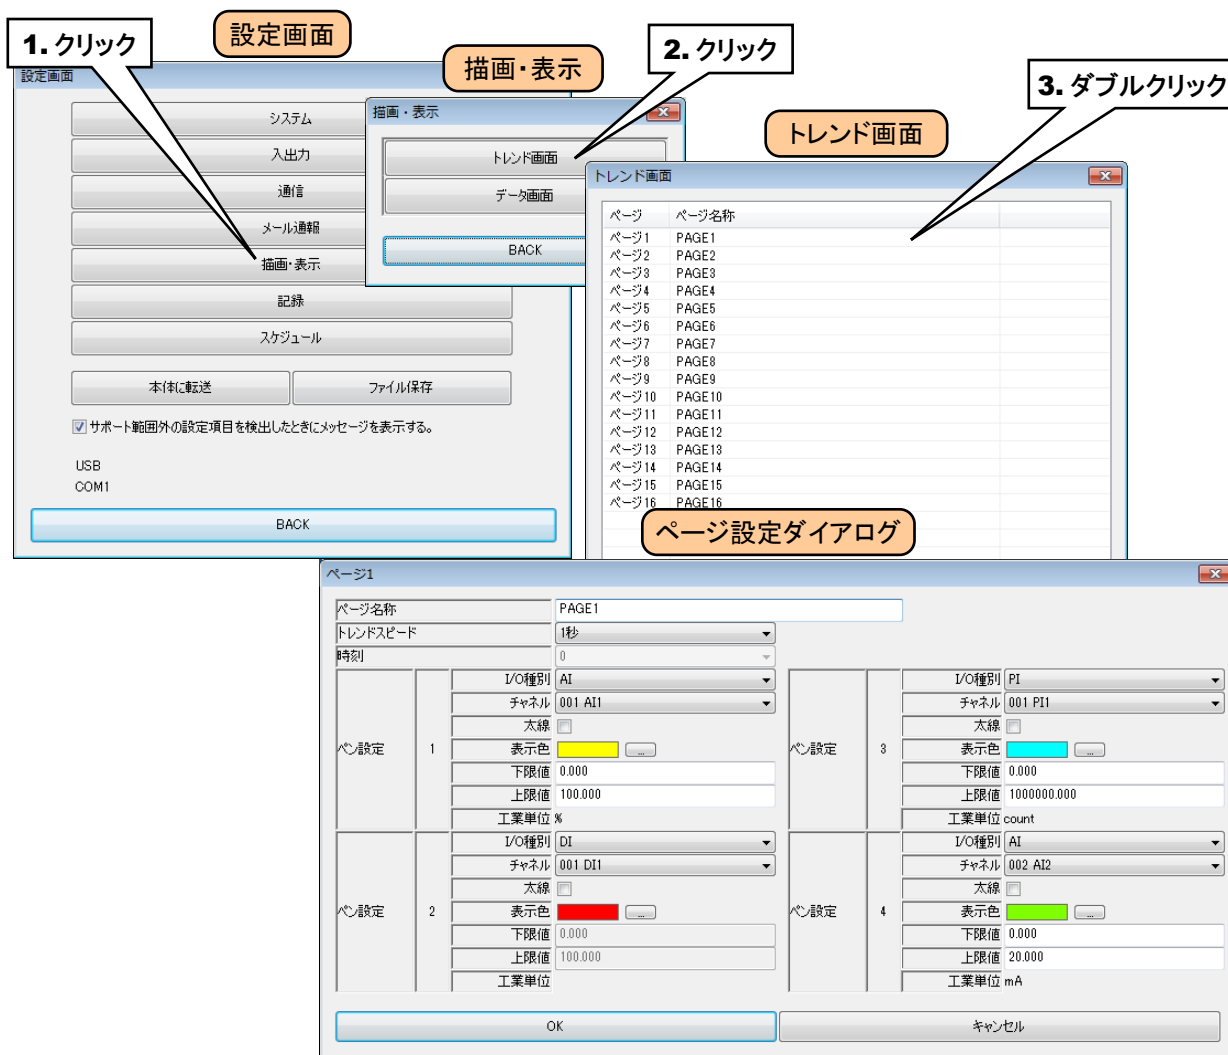 1. クリック
設定画面
描画・表示
2. クリック
3. ダブルクリック
トレンド画面
設定画面
システム
入出力
通信
メール通報
描画・表示
記録
スケジュール
本体に転送
ファイル保存
サポート範囲外の設定項目を検出したときにメッセージを表示する。
USB
COM1
BACK
描画・表示
トレンド画面
データ画面
BACK
トレンド画面
ページ ページ名称
ページ1 PAGE1
ページ2 PAGE2
ページ3 PAGE3
ページ4 PAGE4
ページ5 PAGE5
ページ6 PAGE6
ページ7 PAGE7
ページ8 PAGE8
ページ9 PAGE9
ページ10 PAGE10
ページ11 PAGE11
ページ12 PAGE12
ページ13 PAGE13
ページ14 PAGE14
ページ15 PAGE15
ページ16 PAGE16
ページ設定ダイアログ
ページ1
ページ名称 PAGE1
トレンドスピード 1秒
時刻 0
ペン設定 1
I/O種別 AI
チャネル 001 AI1
太線
表示色 ...
下限値 0.000
上限値 100.000
工業単位 %
ペン設定 2
I/O種別 DI
チャネル 001 DI1
太線
表示色 ...
下限値 0.000
上限値 100.000
工業単位
ペン設定 3
I/O種別 PI
チャネル 001 PI1
太線
表示色 ...
下限値 0.000
上限値 1000000.000
工業単位 count
ペン設定 4
I/O種別 AI
チャネル 002 AI2
太線
表示色 ...
下限値 0.000
上限値 20.000
工業単位 mA
OK
キャンセル